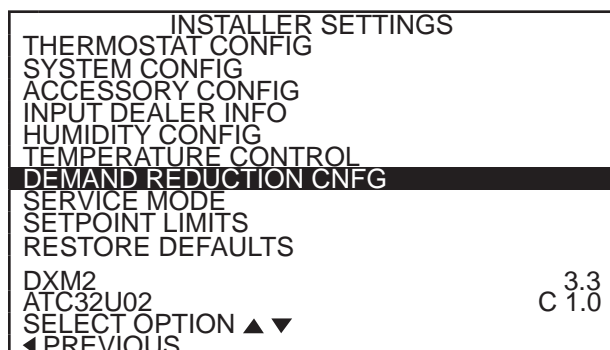 INSTALLER SETTINGS
THERMOSTAT CONFIG
SYSTEM CONFIG
ACCESSORY CONFIG
INPUT DEALER INFO
HUMIDITY CONFIG
TEMPERATURE CONTROL
DEMAND REDUCTION CNFG
SERVICE MODE
SETPOINT LIMITS
RESTORE DEFAULTS
DXM2 3.3
ATC32U02 C 1.0
SELECT OPTION ▲ ▼
◀ PREVIOUS